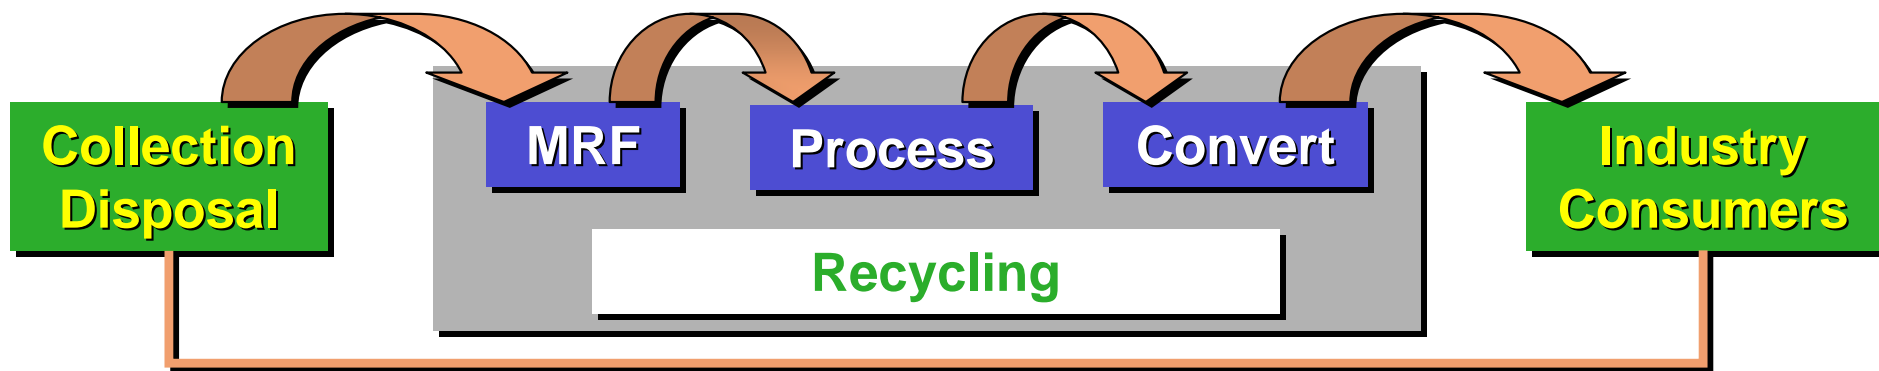 Collection
Disposal
MRF
Process
Convert
Industry
Consumers
Recycling